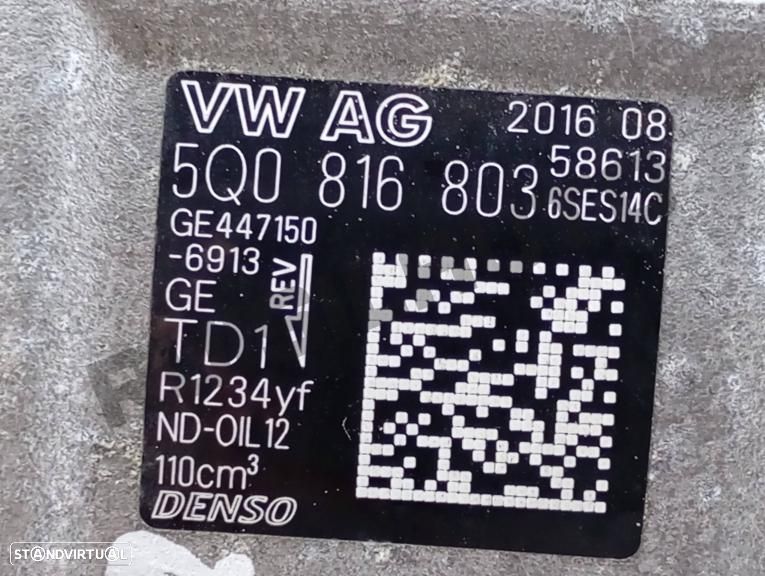 VW AG 2016 08
58613
5Q0 816 803 6SES14C
GE447150
-6913
REV
GE
TD1
R1234yf
ND-OIL12
110cm³
DENSO
STANDVIRTUAL